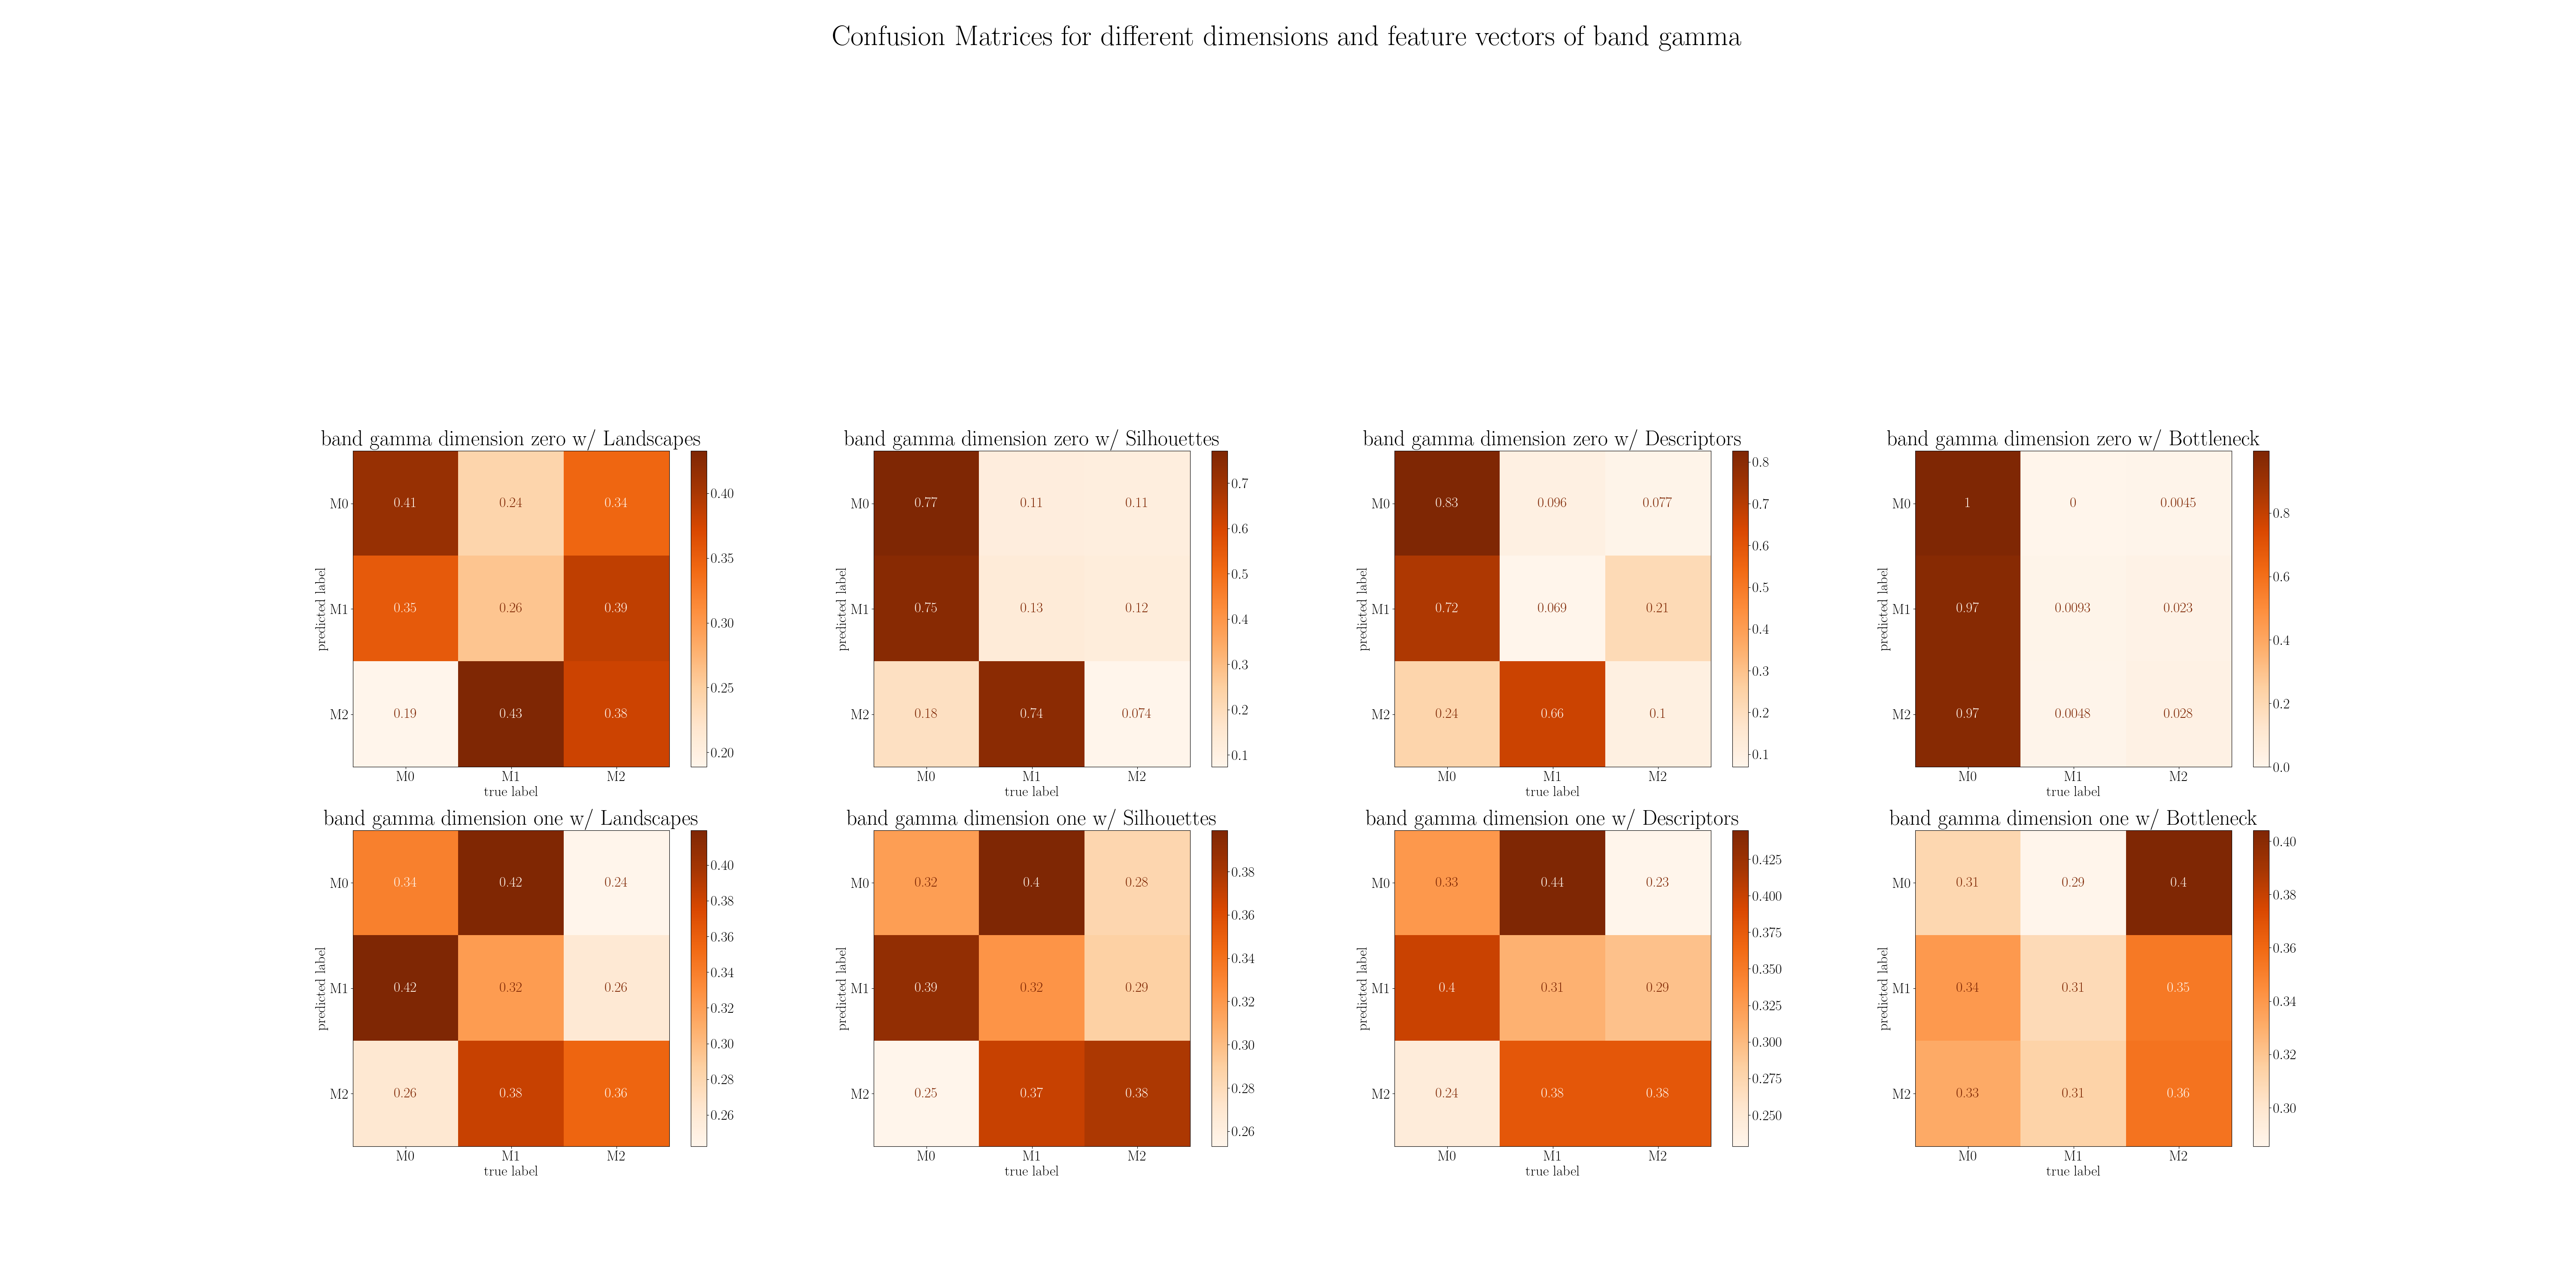 Confusion Matrices for different dimensions and feature vectors of band gamma
band gamma dimension zero w/ Landscapes
M0 0.41 0.24 0.34
M1 0.35 0.26 0.39
M2 0.19 0.43 0.38
M0 M1 M2
true label
predicted label
0.40
0.35
0.30
0.25
0.20
band gamma dimension zero w/ Silhouettes
M0 0.77 0.11 0.11
M1 0.75 0.13 0.12
M2 0.18 0.74 0.074
M0 M1 M2
true label
predicted label
0.7
0.6
0.5
0.4
0.3
0.2
0.1
band gamma dimension zero w/ Descriptors
M0 0.83 0.096 0.077
M1 0.72 0.069 0.21
M2 0.24 0.66 0.1
M0 M1 M2
true label
predicted label
0.8
0.7
0.6
0.5
0.4
0.3
0.2
0.1
band gamma dimension zero w/ Bottleneck
M0 1 0 0.0045
M1 0.97 0.0093 0.023
M2 0.97 0.0048 0.028
M0 M1 M2
true label
predicted label
0.8
0.6
0.4
0.2
0.0
band gamma dimension one w/ Landscapes
M0 0.34 0.42 0.24
M1 0.42 0.32 0.26
M2 0.26 0.38 0.36
M0 M1 M2
true label
predicted label
0.40
0.38
0.36
0.34
0.32
0.30
0.28
0.26
band gamma dimension one w/ Silhouettes
M0 0.32 0.4 0.28
M1 0.39 0.32 0.29
M2 0.25 0.37 0.38
M0 M1 M2
true label
predicted label
0.38
0.36
0.34
0.32
0.30
0.28
0.26
band gamma dimension one w/ Descriptors
M0 0.33 0.44 0.23
M1 0.4 0.31 0.29
M2 0.24 0.38 0.38
M0 M1 M2
true label
predicted label
0.425
0.400
0.375
0.350
0.325
0.300
0.275
0.250
band gamma dimension one w/ Bottleneck
M0 0.31 0.29 0.4
M1 0.34 0.31 0.35
M2 0.33 0.31 0.36
M0 M1 M2
true label
predicted label
0.40
0.38
0.36
0.34
0.32
0.30